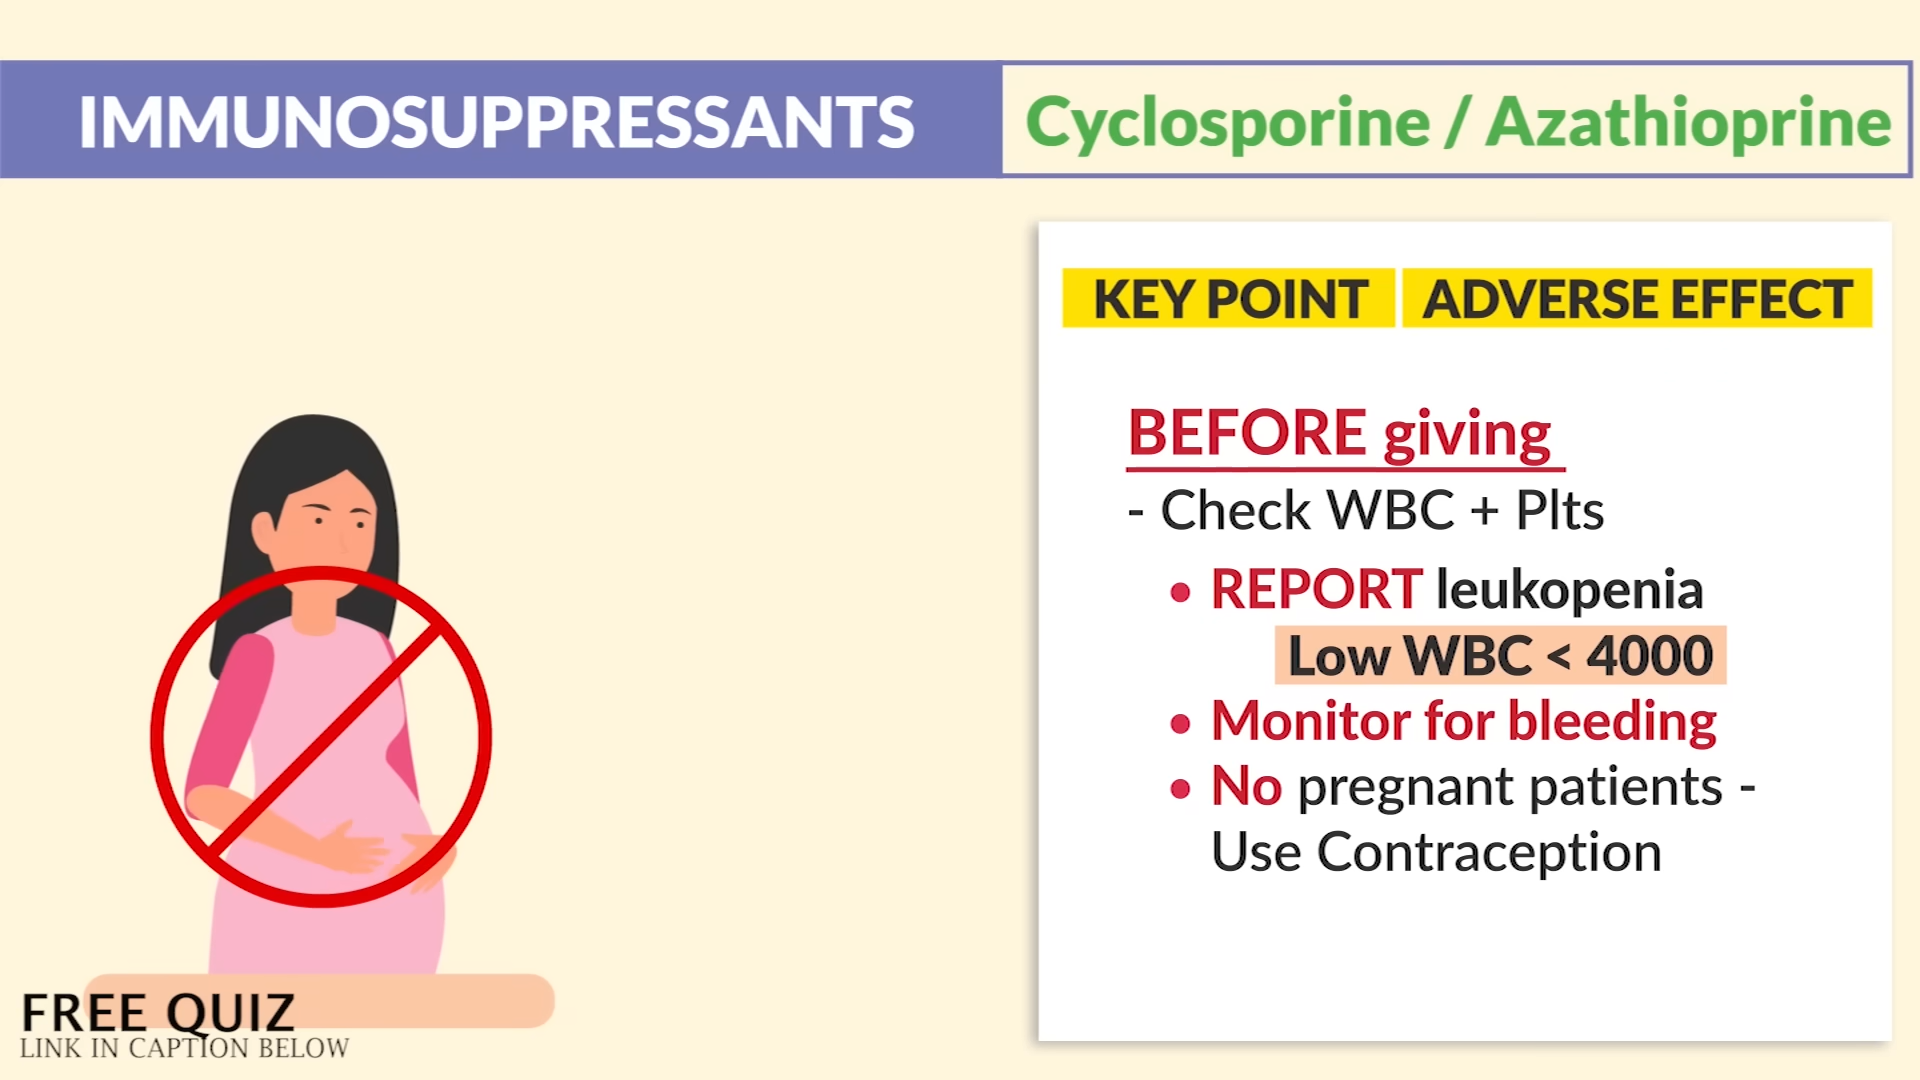 IMMUNOSUPPRESSANTS
Cyclosporine / Azathioprine
KEY POINT ADVERSE EFFECT
BEFORE giving
- Check WBC + Plts
• REPORT leukopenia
Low WBC < 4000
• Monitor for bleeding
• No pregnant patients -
Use Contraception
FREE QUIZ
LINK IN CAPTION BELOW